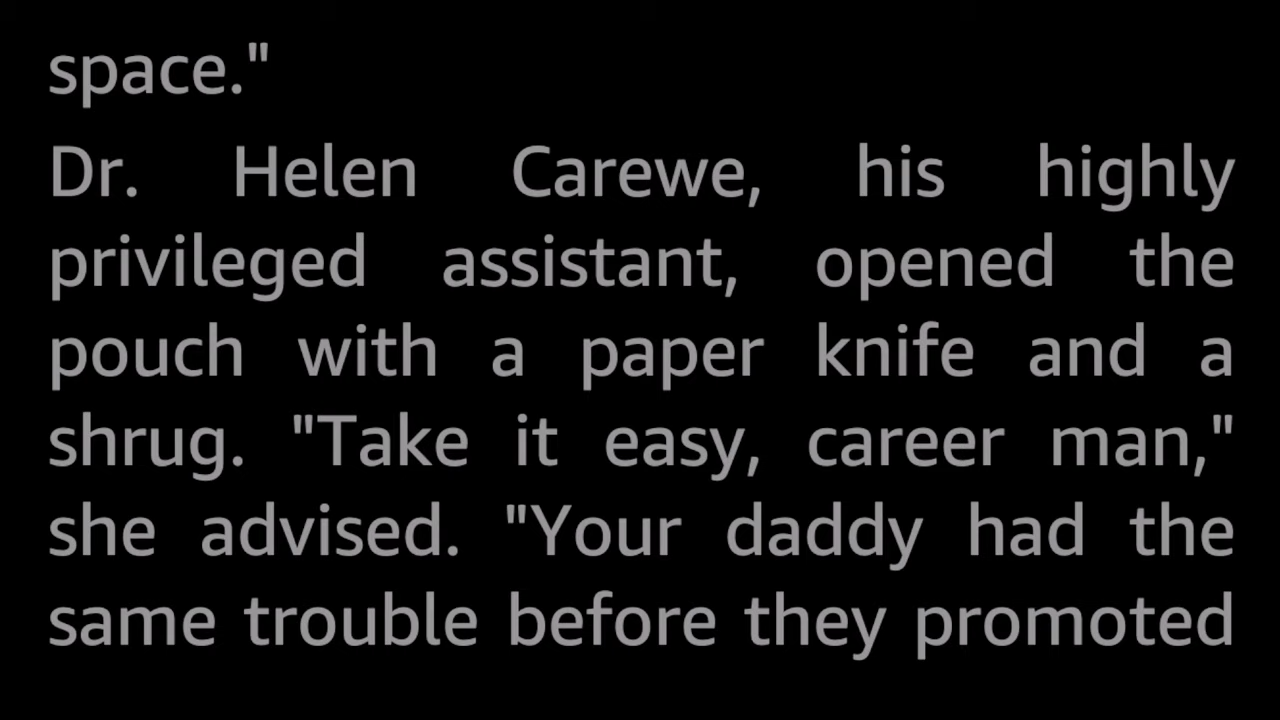 space."
Dr. Helen Carewe, his highly
privileged assistant, opened the
pouch with a paper knife and a
shrug. "Take it easy, career man,"
she advised. "Your daddy had the
same trouble before they promoted